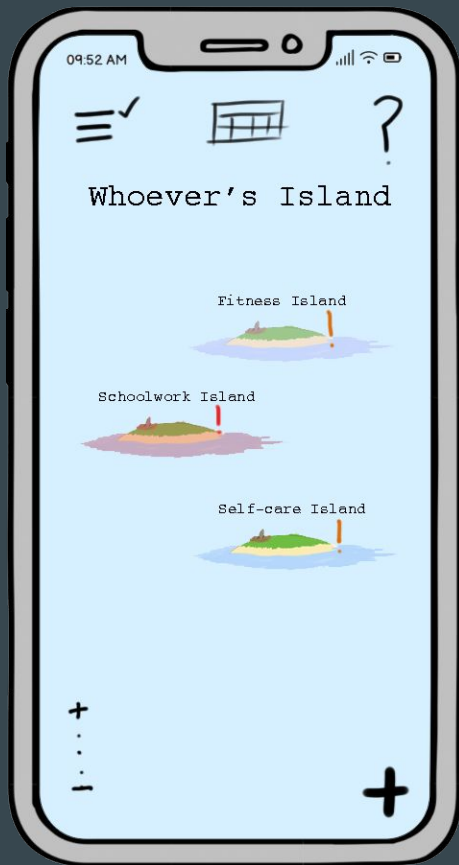 09:52 AM
?
Whoever's Island
Fitness Island
!
Schoolwork Island
!
Self-care Island
!
+
-
+